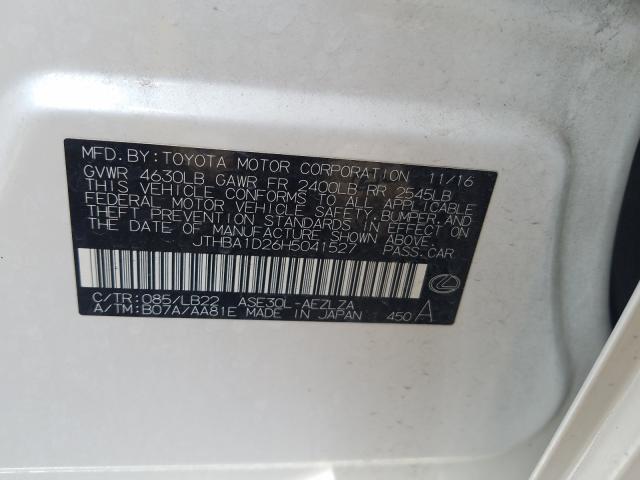 MFD. BY: TOYOTA MOTOR CORPORATION 11/16
GVWR 4630LB GAWR FR 2400LB RR 2545LB
THIS VEHICLE CONFORMS TO ALL APPLICABLE
FEDERAL MOTOR VEHICLE SAFETY, BUMPER, AND
THEFT PREVENTION STANDARDS IN EFFECT ON
THE DATE OF MANUFACTURE SHOWN ABOVE.
JTHBA1D26H5041527 PASS.CAR
C/TR: 085/LB22 ASE30L-AEZLZA
A/TM: B07A/AA81E MADE IN JAPAN 450 A